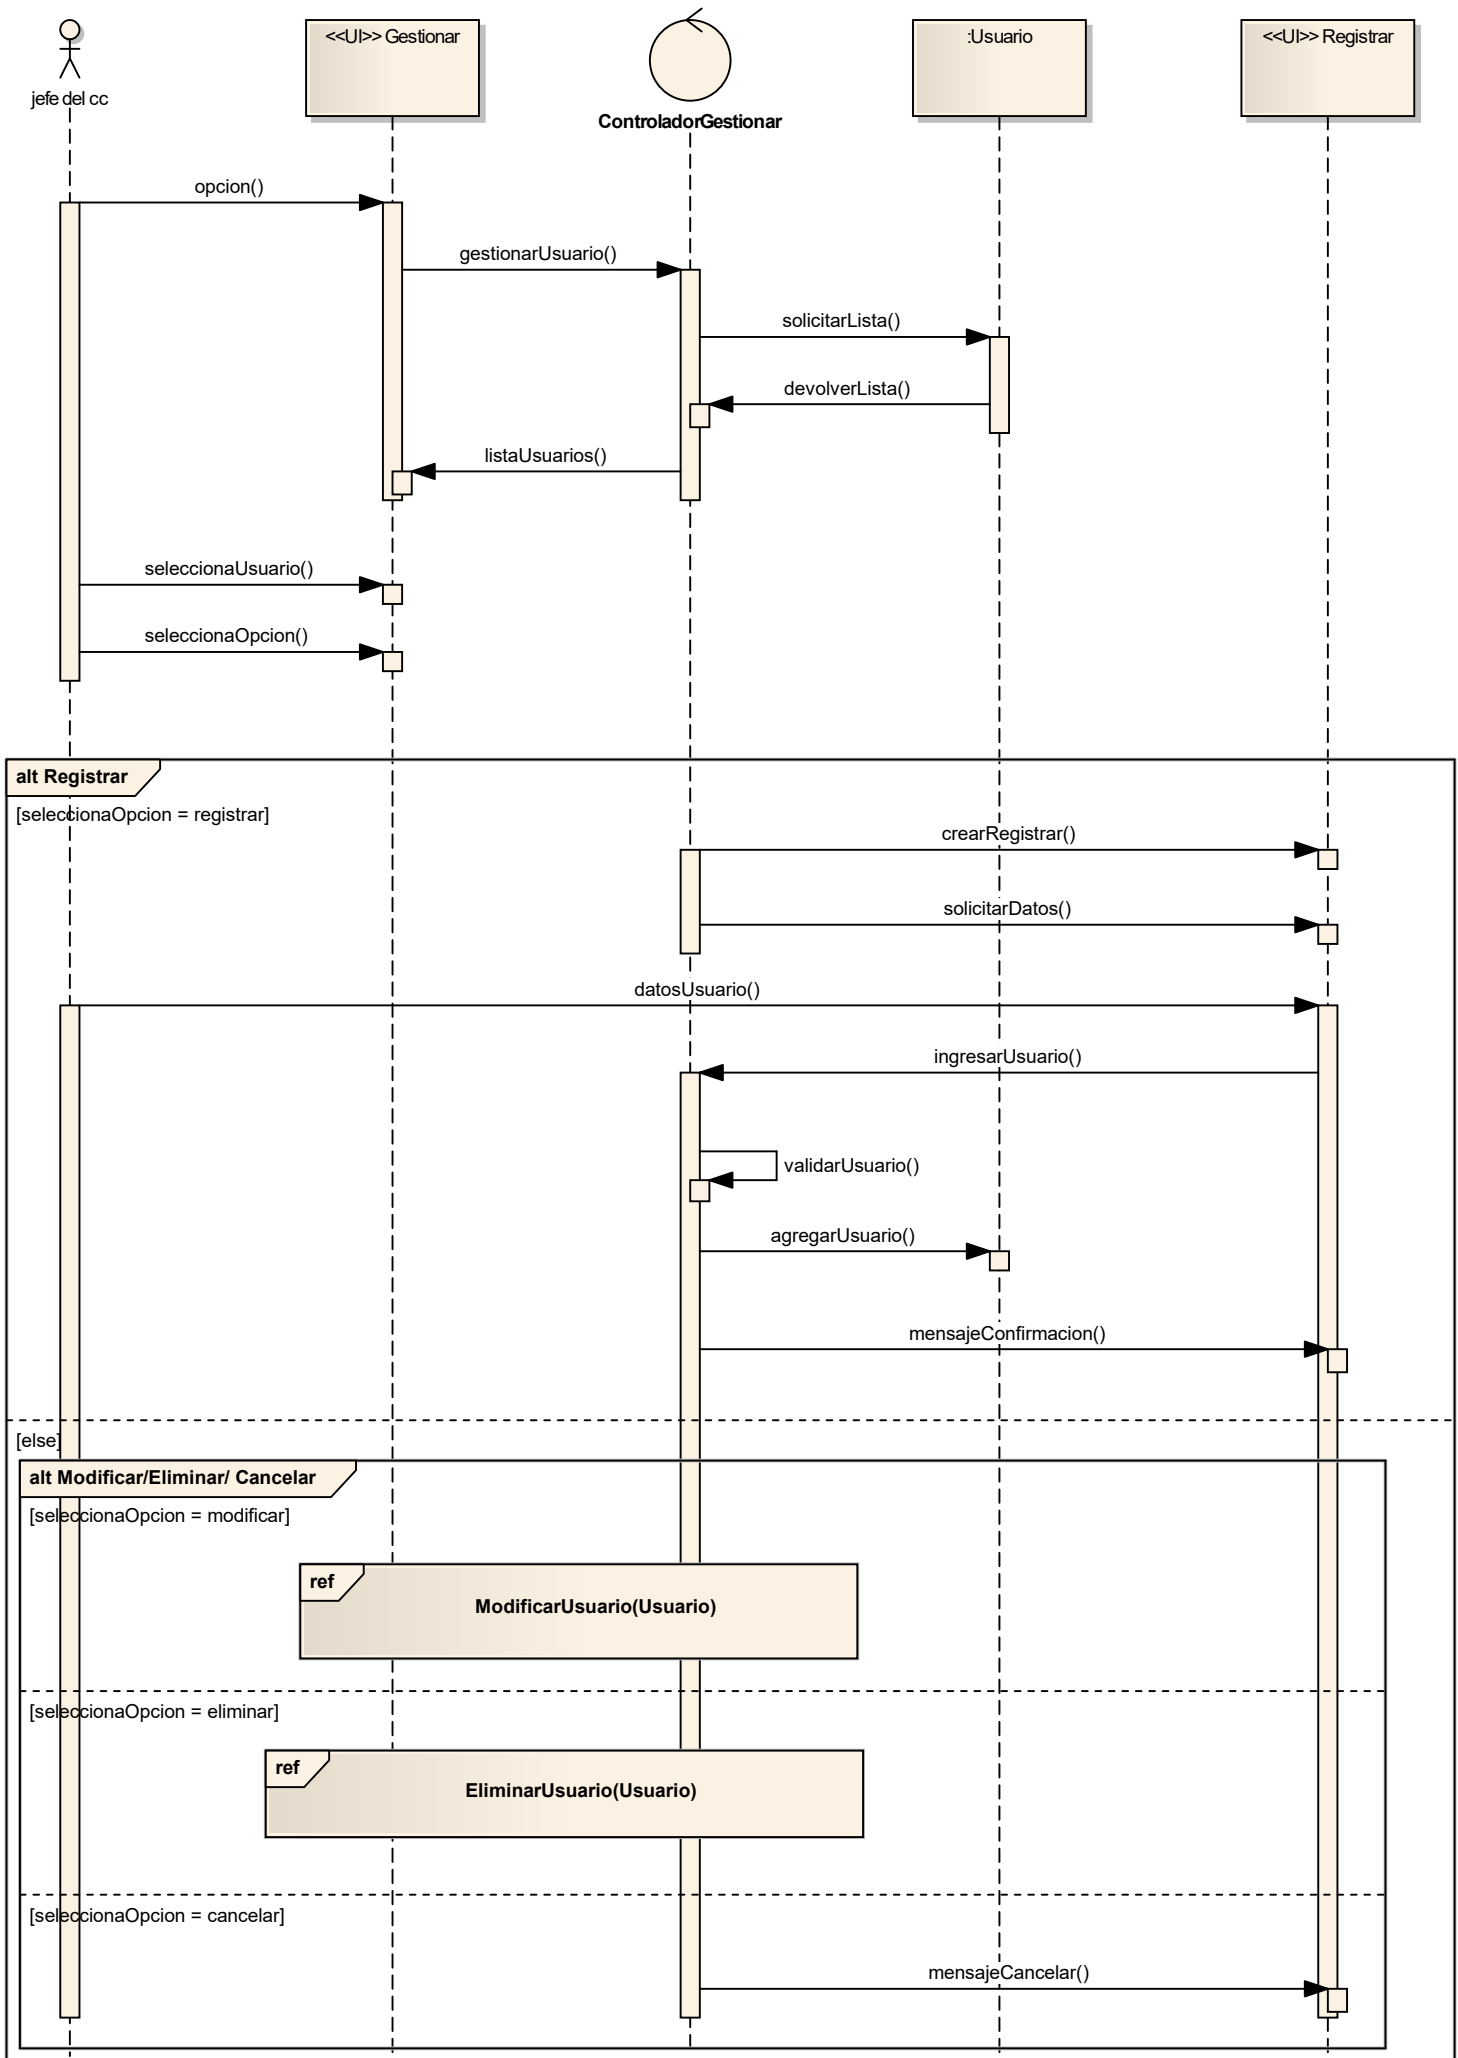 jefe del cc
<<UI>> Gestionar
ControladorGestionar
:Usuario
<<UI>> Registrar
opcion()
gestionarUsuario()
solicitarLista()
devolverLista()
listaUsuarios()
seleccionaUsuario()
seleccionaOpcion()
alt Registrar
[seleccionaOpcion = registrar]
crearRegistrar()
solicitarDatos()
datosUsuario()
ingresarUsuario()
validarUsuario()
agregarUsuario()
mensajeConfirmacion()
[else]
alt Modificar/Eliminar/ Cancelar
[seleccionaOpcion = modificar]
ref
ModificarUsuario(Usuario)
[seleccionaOpcion = eliminar]
ref
EliminarUsuario(Usuario)
[seleccionaOpcion = cancelar]
mensajeCancelar()